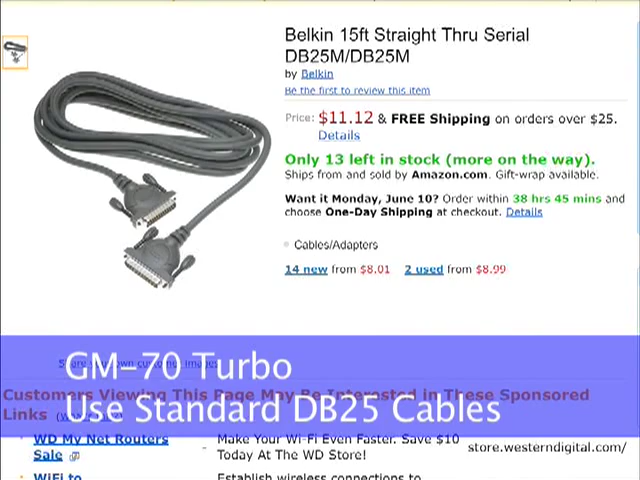 Belkin 15ft Straight Thru Serial
DB25M/DB25M
by Belkin
Be the first to review this item
Price: $11.12 & FREE Shipping on orders over $25.
Details
Only 13 left in stock (more on the way).
Ships from and sold by Amazon.com. Gift-wrap available.
Want it Monday, June 10? Order within 38 hrs 45 mins and
choose One-Day Shipping at checkout. Details
Cables/Adapters
14 new from $8.01 2 used from $8.99
Share your own customer images
GM-70 Turbo
Customers Viewing This Page May Be Interested in These Sponsored
Links
Use Standard DB25 Cables
WD My Net Routers
Sale
- Make Your Wi-Fi Even Faster. Save $10
Today At The WD Store!
store.westerndigital.com/
WiFi to
Establish wireless connections to